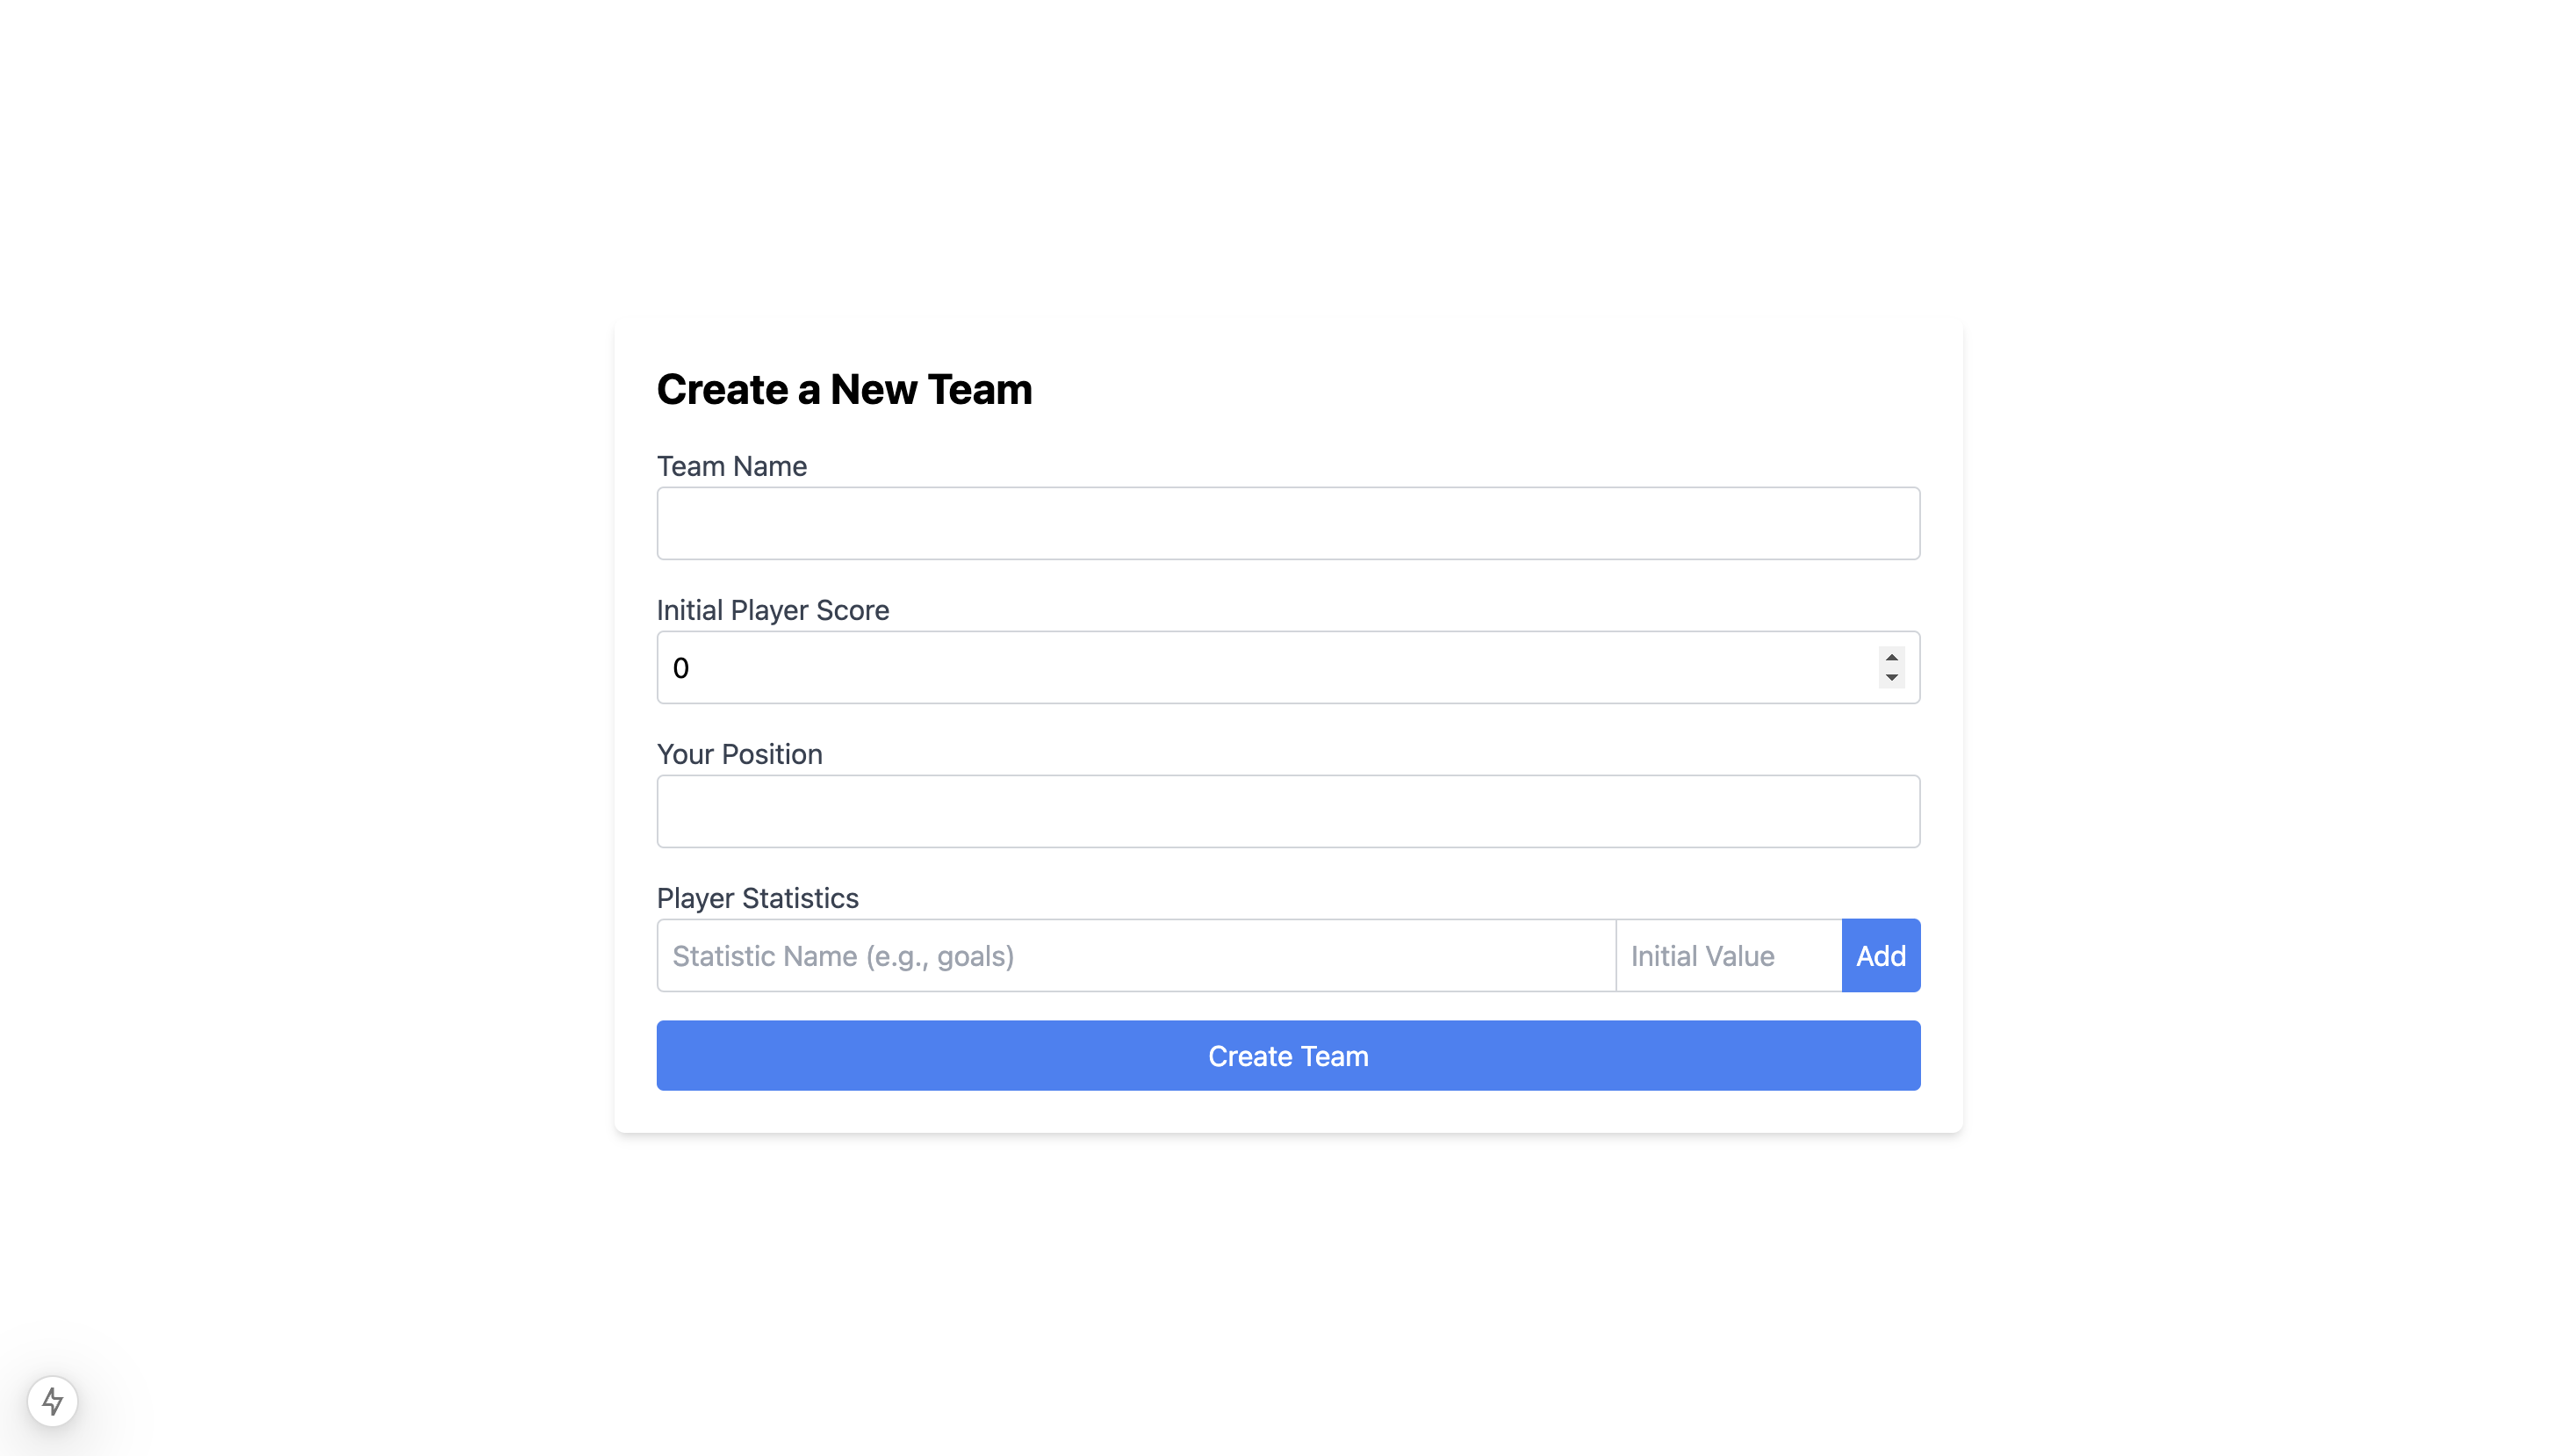 Create a New Team
Team Name
Initial Player Score
0
Your Position
Player Statistics
Statistic Name (e.g., goals) Initial Value Add
Create Team